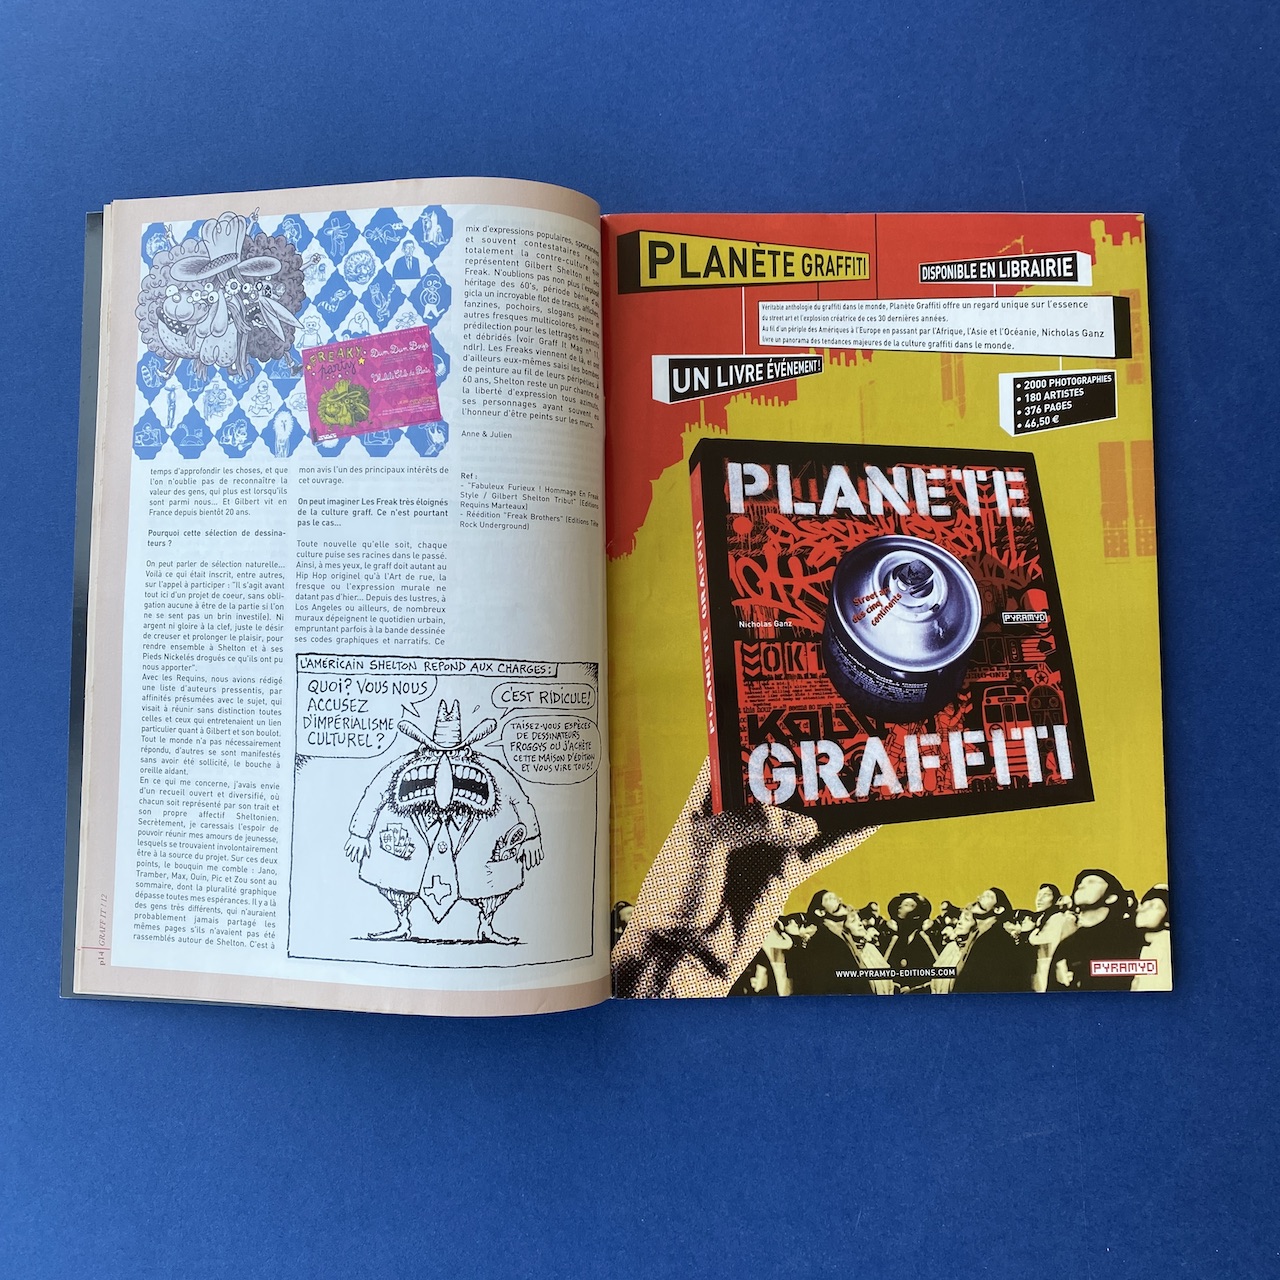 FREAKY
party
Dum Dum Boys
temps d'approfondir les choses, et que
l'on n'oublie pas de reconnaître la
valeur des gens, qui plus est lorsqu'ils
sont parmi nous... Et Gilbert vit en
France depuis bientôt 20 ans.
Pourquoi cette sélection de dessina-
teurs ?
On peut parler de sélection naturelle...
Voilà ce qui était inscrit, entre autres,
sur l'appel à participer : "Il s'agit avant
tout ici d'un projet de coeur, sans obli-
gation aucune à être de la partie si l'on
ne se sent pas un brin investi(e). Ni
argent ni gloire à la clef, juste le désir
de creuser et prolonger le plaisir, pour
rendre ensemble à Shelton et à ses
Pieds Nickelés drogués ce qu'ils ont pu
nous apporter".
Avec les Requins, nous avions rédigé
une liste d'auteurs pressentis, par
affinités présumées avec le sujet, qui
visait à réunir sans distinction toutes
celles et ceux qui entretenaient un lien
particulier quant à Gilbert et son boulot.
Tout le monde n'a pas nécessairement
répondu, d'autres se sont manifestés
sans avoir été sollicité, le bouche à
oreille aidant.
En ce qui me concerne, j'avais envie
d'un recueil ouvert et diversifié, où
chacun soit représenté par son trait et
son propre affectif Sheltonien.
Secrètement, je caressais l'espoir de
pouvoir réunir mes amours de jeunesse,
lesquels se trouvaient involontairement
être à la source du projet. Sur ces deux
points, le bouquin me comble : Jano,
Tramber, Max, Ouin, Pic et Zou sont au
sommaire, dont la pluralité graphique
dépasse toutes mes espérances. Il y a là
des gens très différents, qui n'auraient
probablement jamais partagé les
mêmes pages s'ils n'avaient pas été
rassemblés autour de Shelton. C'est à
mon avis l'un des principaux intérêts de
cet ouvrage.
On peut imaginer Les Freak très éloignés
de la culture graff. Ce n'est pourtant
pas le cas...
Toute nouvelle qu'elle soit, chaque
culture puise ses racines dans le passé.
Ainsi, à mes yeux, le graff doit autant au
Hip Hop originel qu'à l'Art de rue, la
fresque ou l'expression murale ne
datant pas d'hier... Depuis des lustres, à
Los Angeles ou ailleurs, de nombreux
muraux dépeignent le quotidien urbain,
empruntant parfois à la bande dessinée
ses codes graphiques et narratifs. Ce
mix d'expressions populaires, spontanées
et souvent contestataires
totalement la contre-culture que
représentent Gilbert Shelton et ses
Freak. N'oublions pas non plus
héritage des 60's, période bénie d'où
gicla un incroyable flot de tracts, affiches,
fanzines, pochoirs, slogans peints et
autres fresques multicolores, avec une
prédilection pour les lettrages inventifs
et débridés (voir Graff It Mag n° 11
ndlr). Les Freaks viennent de là, et ont
d'ailleurs eux-mêmes saisi les bombes
de peinture au fil de leurs péripéties. à
60 ans, Shelton reste un pur chantre de
la liberté d'expression tous azimuts,
ses personnages ayant souvent eu
l'honneur d'être peints sur les murs.
Anne & Julien
Ref :
- "Fabuleux Furieux ! Hommage En Freak
Style / Gilbert Shelton Tribut" (Editions
Requins Marteaux)
- Réédition "Freak Brothers" (Editions Tête
Rock Underground)
L'AMÉRICAIN SHELTON RÉPOND AUX CHARGES :
QUOI? VOUS NOUS
ACCUSEZ
D'IMPÉRIALISME
CULTUREL ?
C'EST RIDICULE!
TAISEZ-VOUS ESPÈCES
DE DESSINATEURS
FROGGYS OU J'ACHÈTE
CETTE MAISON D'ÉDITION
ET VOUS VIRE TOUS!
p14 GRAFF IT ! 12
PLANÈTE GRAFFITI
DISPONIBLE EN LIBRAIRIE
Véritable anthologie du graffiti dans le monde, Planète Graffiti offre un regard unique sur l'essence
du street art et l'explosion créatrice de ces 30 dernières années.
Au fil d'un périple des Amériques à l'Europe en passant par l'Afrique, l'Asie et l'Océanie, Nicholas Ganz
livre un panorama des tendances majeures de la culture graffiti dans le monde.
UN LIVRE ÉVÉNEMENT!
• 2000 PHOTOGRAPHIES
• 180 ARTISTES
• 376 PAGES
• 46,50 €
PLANETE GRAFFITI
PLANETE
Street art
des cinq
continents
Nicholas Ganz
PYRAMYD
GRAFFITI
WWW.PYRAMYD-EDITIONS.COM
PYRAMYD